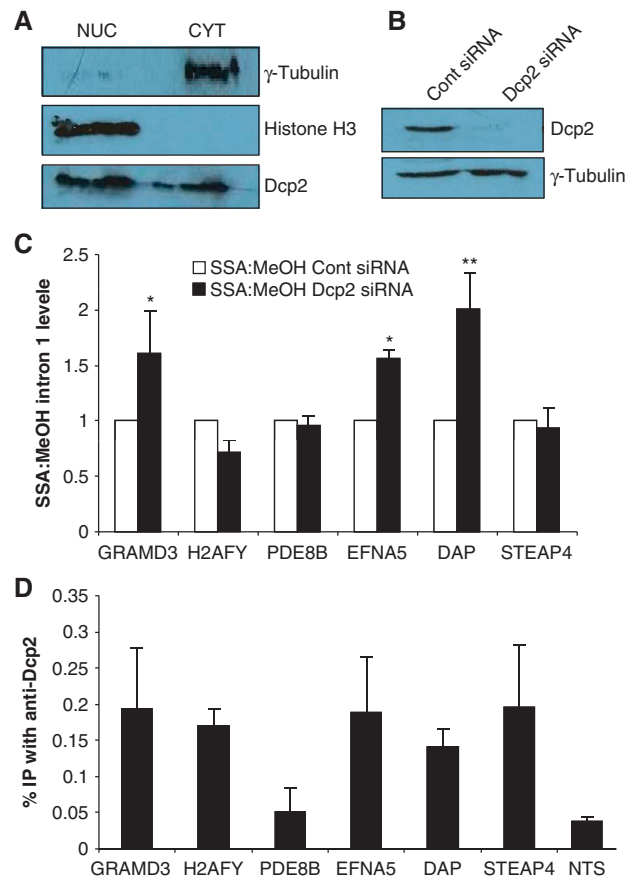 A
NUC CYT
γ-Tubulin
Histone H3
Dcp2
B
Cont siRNA
Dcp2 siRNA
Dcp2
γ-Tubulin
C
SSA:MeOH intron 1 levele
2.5
2
1.5
1
0.5
0
SSA:MeOH Cont siRNA
SSA:MeOH Dcp2 siRNA
* * **
GRAMD3 H2AFY PDE8B EFNA5 DAP STEAP4
D
% IP with anti-Dcp2
0.35
0.3
0.25
0.2
0.15
0.1
0.05
0
GRAMD3 H2AFY PDE8B EFNA5 DAP STEAP4 NTS